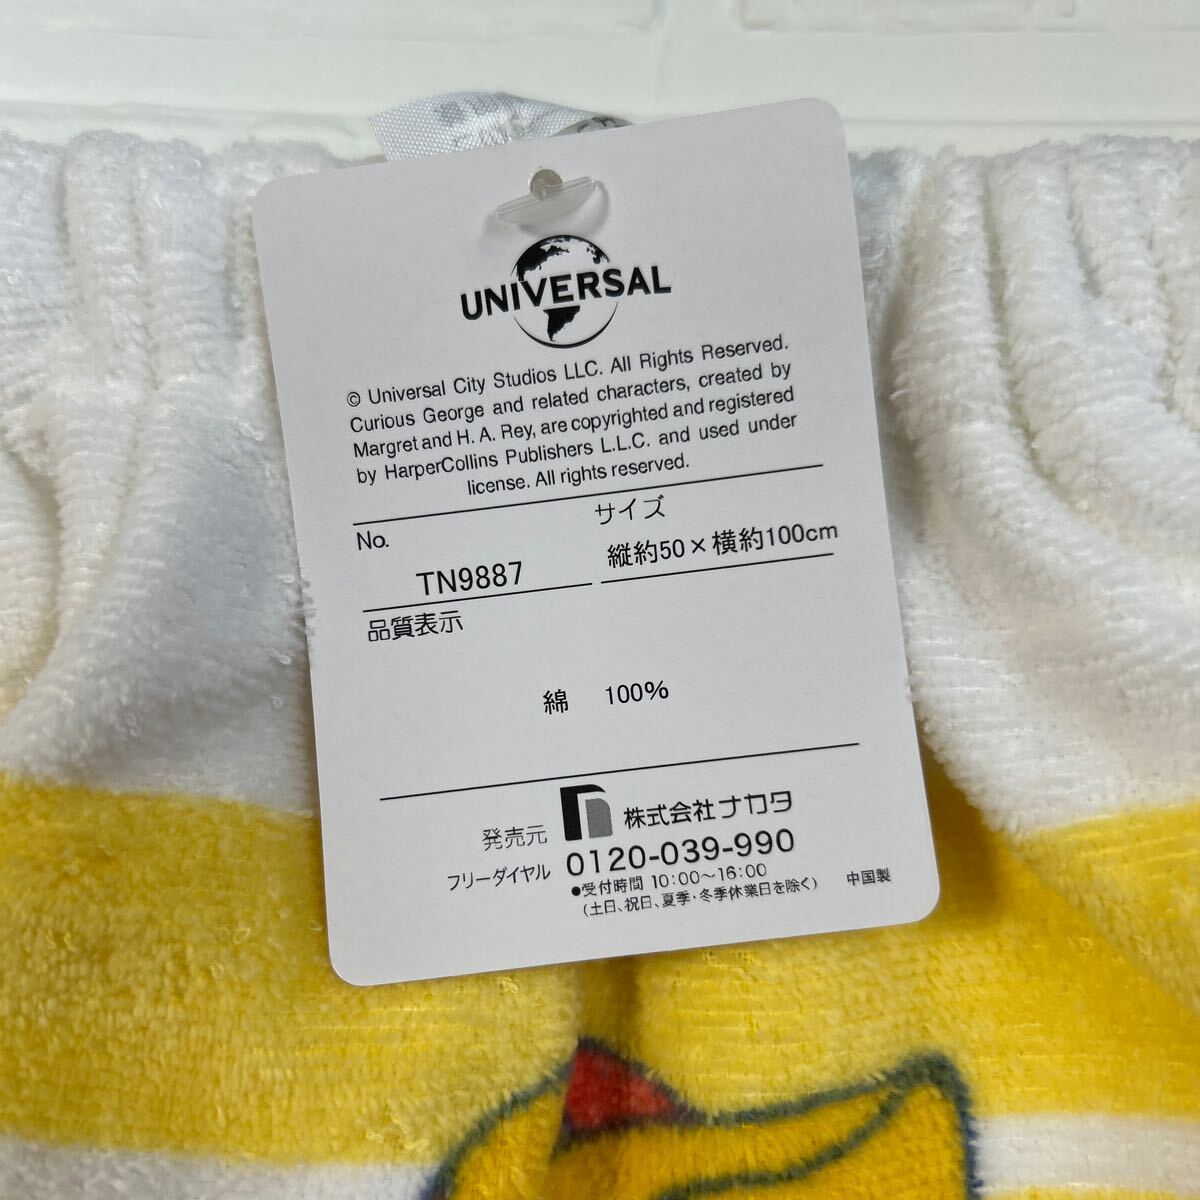 UNIVERSAL
© Universal City Studios LLC. All Rights Reserved.
Curious George and related characters, created by
Margret and H. A. Rey, are copyrighted and registered
by HarperCollins Publishers L.L.C. and used under
license. All rights reserved.
No.
サイズ
TN9887
縦約50×横約100cm
品質表示
綿 100%
発売元 株式会社ナカタ
フリーダイヤル 0120-039-990
●受付時間 10:00~16:00
(土日、祝日、夏季・冬季休業日を除く)
中国製